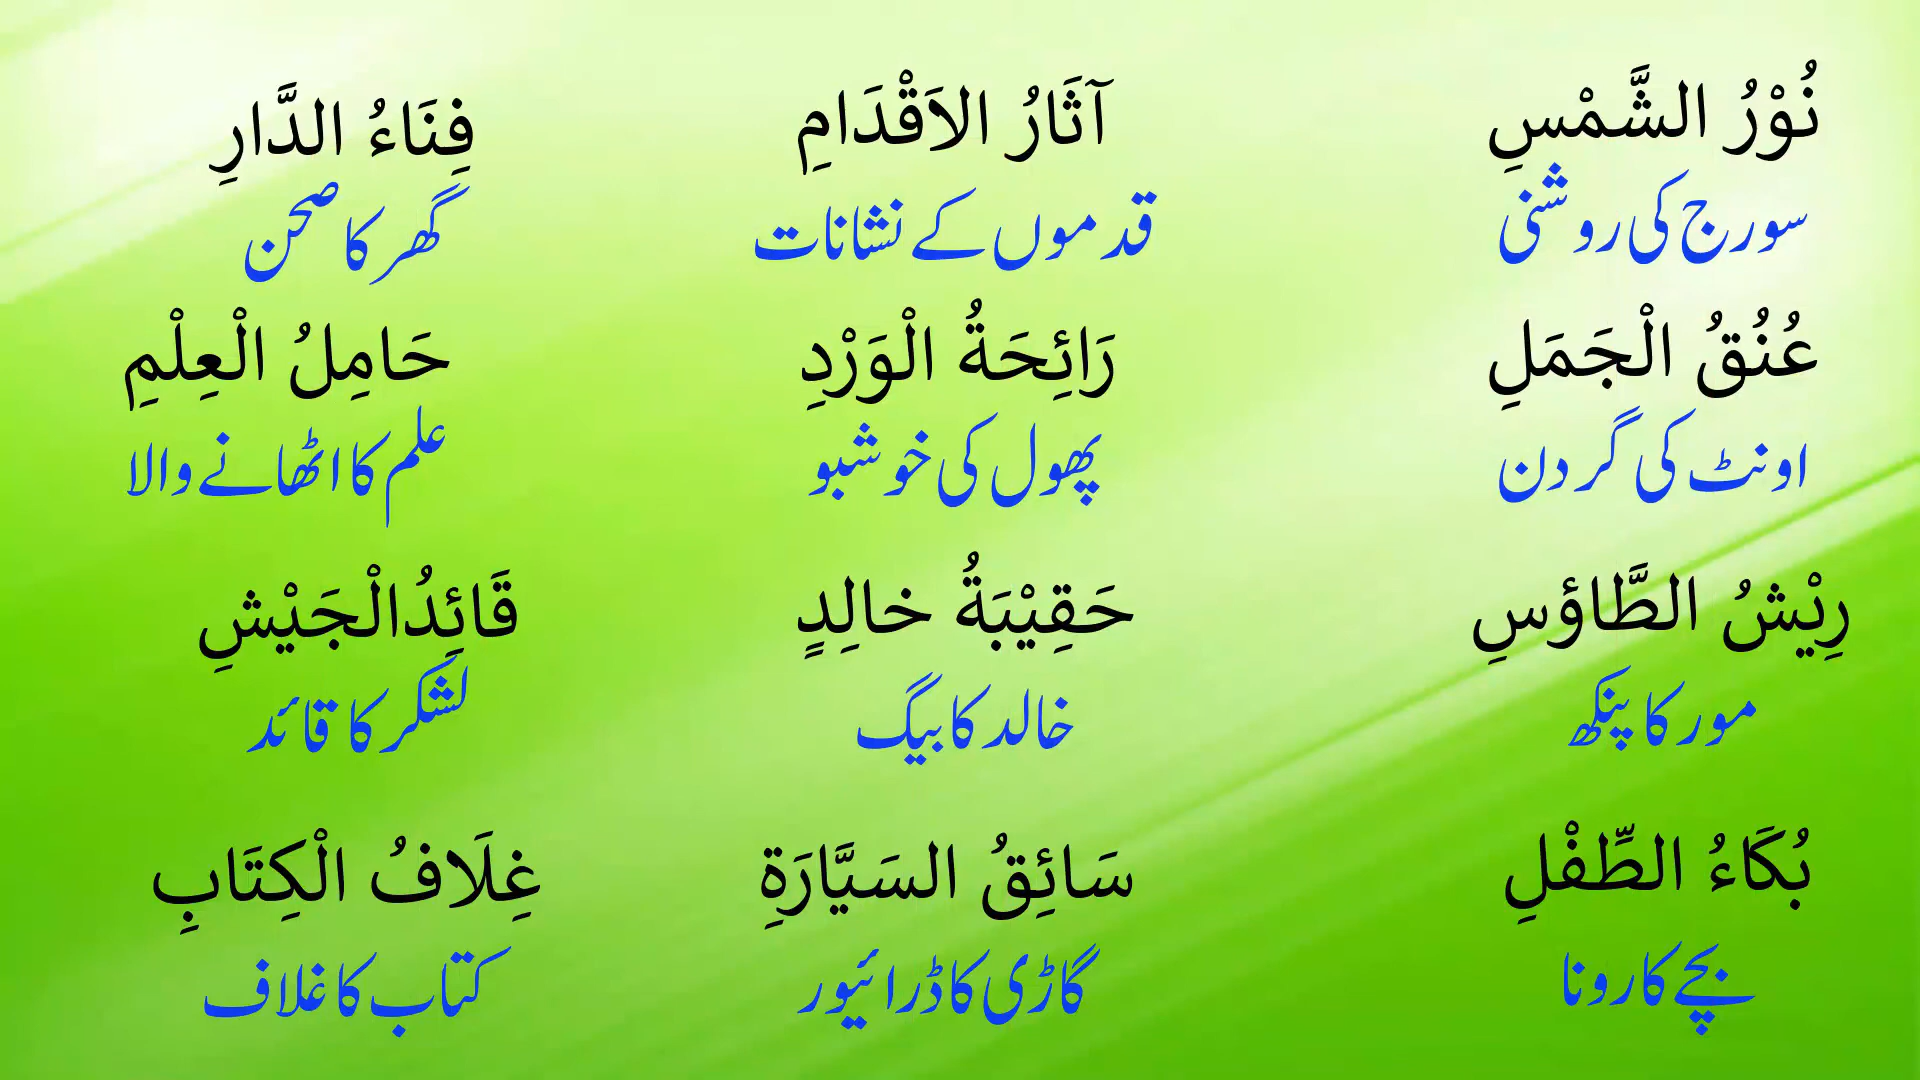 نُوْرُ الشَّمْسِ
سورج کی روشنی
آثَارُ الاَقْدَامِ
قدموں کے نشانات
فِنَاءُ الدَّارِ
گھر کا صحن
عُنُقُ الْجَمَلِ
اونٹ کی گردن
رَائِحَةُ الْوَرْدِ
پھول کی خوشبو
حَامِلُ الْعِلْمِ
علم کا اٹھانے والا
رِيْشُ الطَّاؤسِ
مور کا پنکھ
حَقِيْبَةُ خالِدٍ
خالد کا بیگ
قَائِدُالْجَيْشِ
لشکر کا قائد
بُكَاءُ الطِّفْلِ
بچے کا رونا
سَائِقُ السَيَّارَةِ
گاڑی کا ڈرائیور
غِلَافُ الْكِتَابِ
کتاب کا غلاف